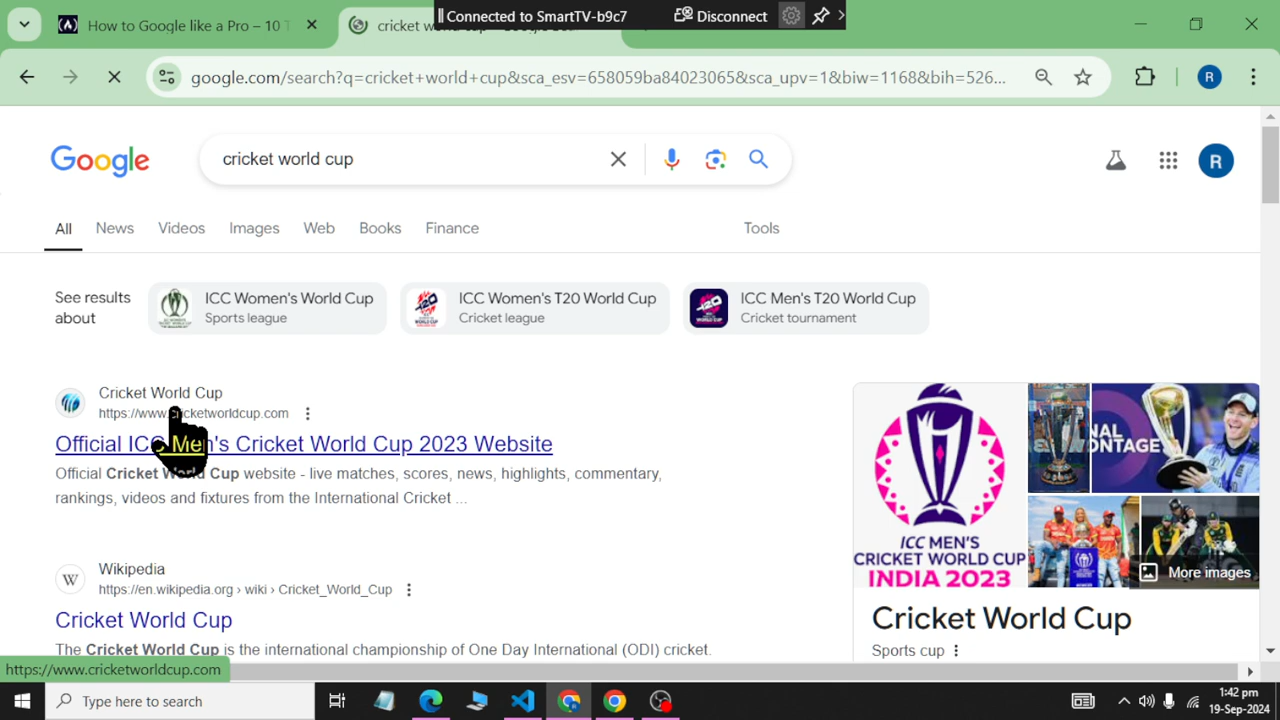 How to Google like a Pro – 10 T
cricket wo
Connected to SmartTV-b9c7
Disconnect
google.com/search?q=cricket+world+cup&sca_esv=658059ba84023065&sca_upv=1&biw=1168&bih=526...
R
Google
cricket world cup
R
All
News
Videos
Images
Web
Books
Finance
Tools
See results
about
ICC Women's World Cup
Sports league
ICC Women's T20 World Cup
Cricket league
ICC Men's T20 World Cup
Cricket tournament
Cricket World Cup
https://www.cricketworldcup.com
Official ICC Men's Cricket World Cup 2023 Website
Official Cricket World Cup website - live matches, scores, news, highlights, commentary,
rankings, videos and fixtures from the International Cricket ...
W
Wikipedia
https://en.wikipedia.org › wiki › Cricket_World_Cup
Cricket World Cup
The Cricket World Cup is the international championship of One Day International (ODI) cricket.
ICC MEN'S
CRICKET WORLD CUP
INDIA 2023
NAL
ONTAGE
More images
Cricket World Cup
Sports cup
https://www.cricketworldcup.com
Type here to search
1:42 pm
19-Sep-2024